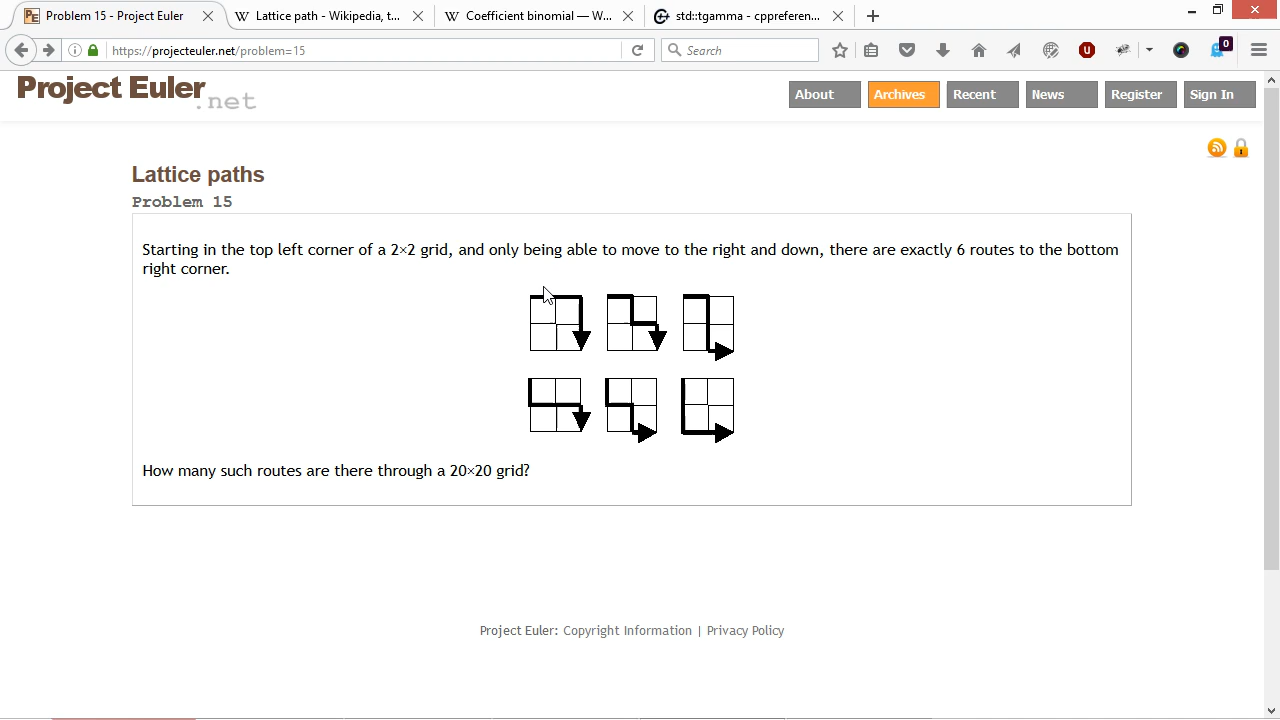 Problem 15 - Project Euler
Lattice path - Wikipedia, t...
Coefficient binomial — W...
std::tgamma - cppreferen...
https://projecteuler.net/problem=15
Search
0
Project Euler
.net
About
Archives
Recent
News
Register
Sign In
Lattice paths
Problem 15
Starting in the top left corner of a 2×2 grid, and only being able to move to the right and down, there are exactly 6 routes to the bottom
right corner.
How many such routes are there through a 20×20 grid?
Project Euler: Copyright Information | Privacy Policy